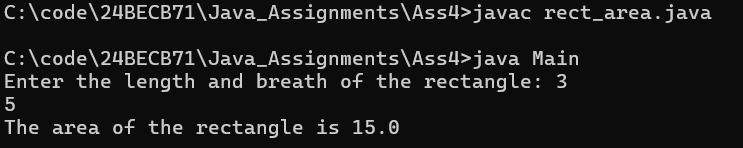 C:\code\24BECB71\Java_Assignments\Ass4>javac rect_area.java
C:\code\24BECB71\Java_Assignments\Ass4>java Main
Enter the length and breath of the rectangle: 3
5
The area of the rectangle is 15.0